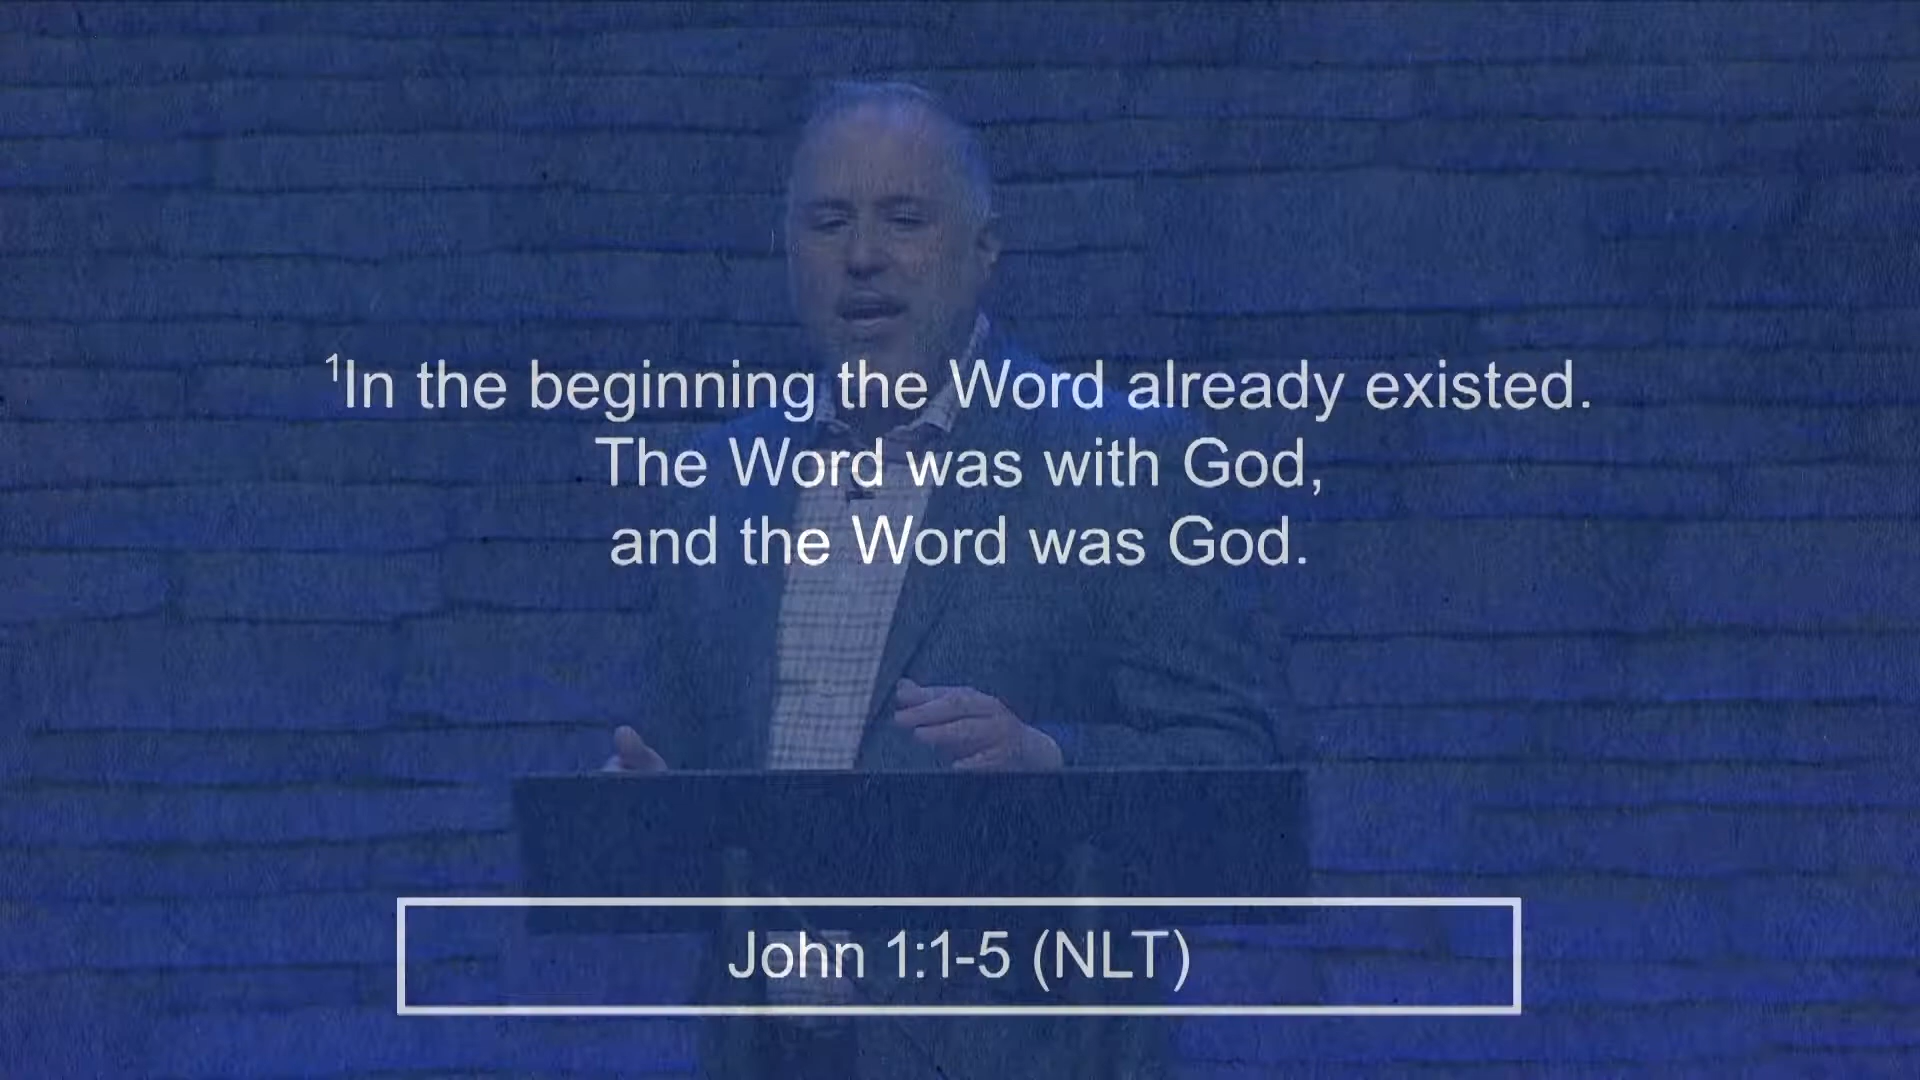 ¹In the beginning the Word already existed.
The Word was with God,
and the Word was God.
John 1:1-5 (NLT)